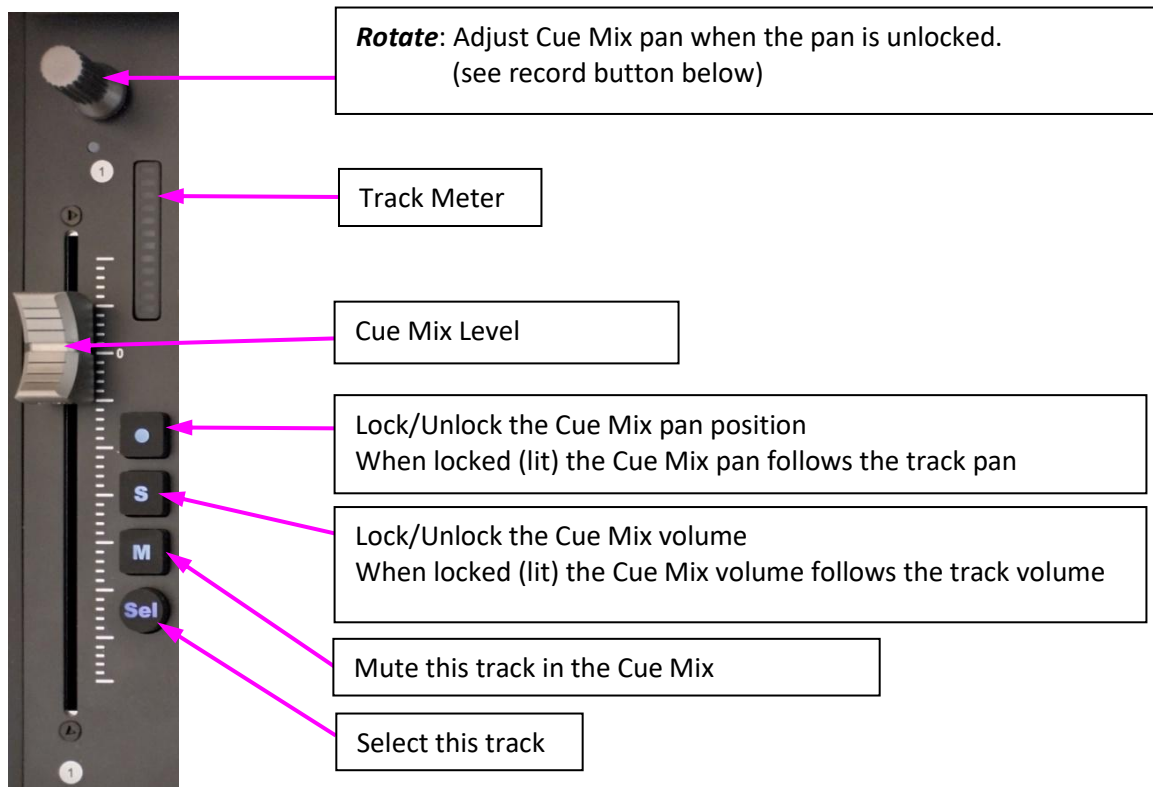 Rotate: Adjust Cue Mix pan when the pan is unlocked.
(see record button below)
1
Track Meter
Cue Mix Level
0
Lock/Unlock the Cue Mix pan position
When locked (lit) the Cue Mix pan follows the track pan
S
Lock/Unlock the Cue Mix volume
When locked (lit) the Cue Mix volume follows the track volume
M
Sel
Mute this track in the Cue Mix
Select this track
1